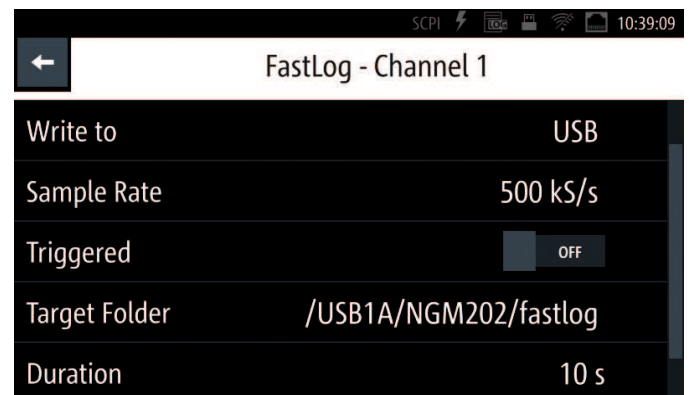 SCPI LOG 10:39:09
FastLog - Channel 1
Write to USB
Sample Rate 500 kS/s
Triggered OFF
Target Folder /USB1A/NGM202/fastlog
Duration 10 s